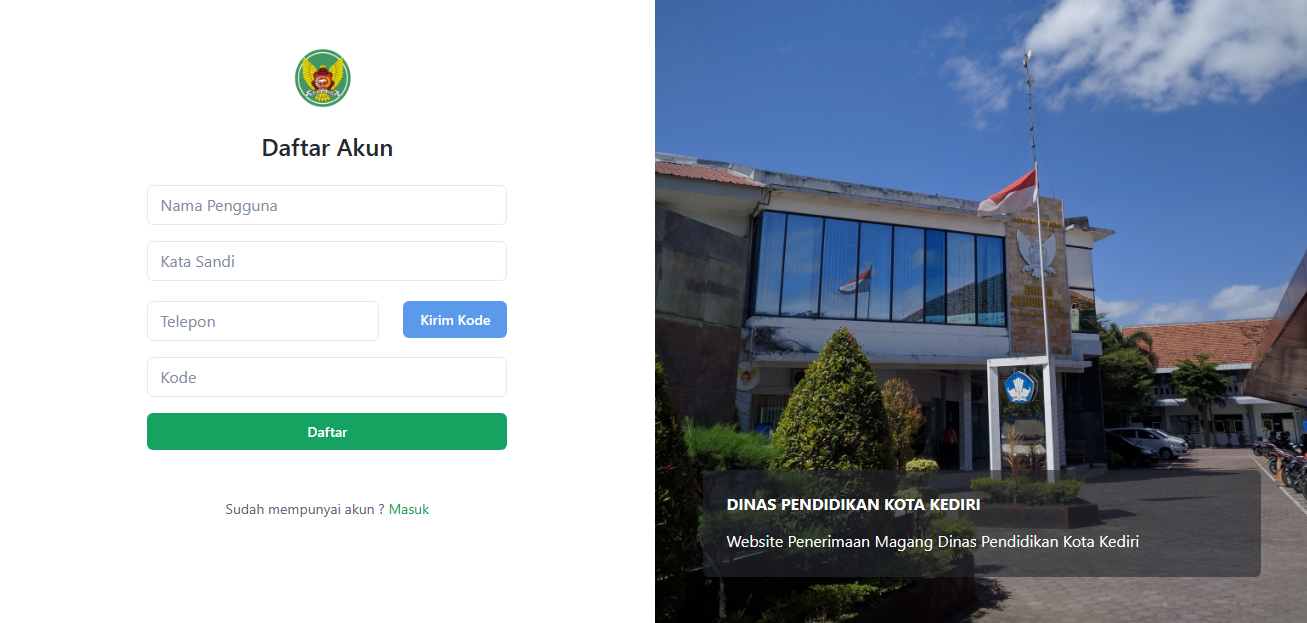 Daftar Akun
Nama Pengguna
Kata Sandi
Telepon
Kirim Kode
Kode
Daftar
Sudah mempunyai akun ? Masuk
DINAS PENDIDIKAN KOTA KEDIRI
Website Penerimaan Magang Dinas Pendidikan Kota Kediri